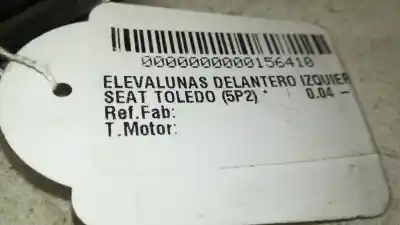 0000000000156410
ELEVALUNAS DELANTERO IZQUIER
SEAT TOLEDO (5P2) * 0.04 -
Ref.Fab:
T.Motor: